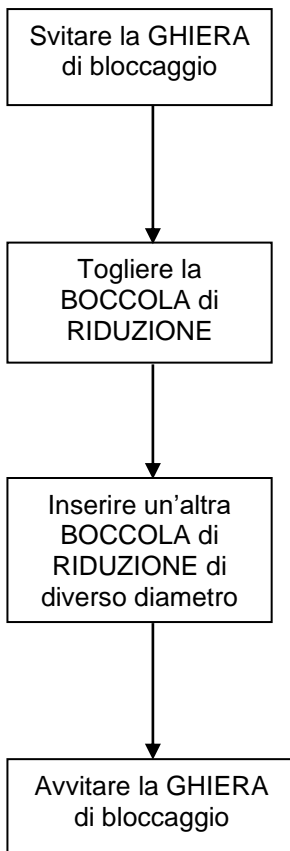 Svitare la GHIERA
di bloccaggio
Togliere la
BOCCOLA di
RIDUZIONE
Inserire un’altra
BOCCOLA di
RIDUZIONE di
diverso diametro
Avvitare la GHIERA
di bloccaggio